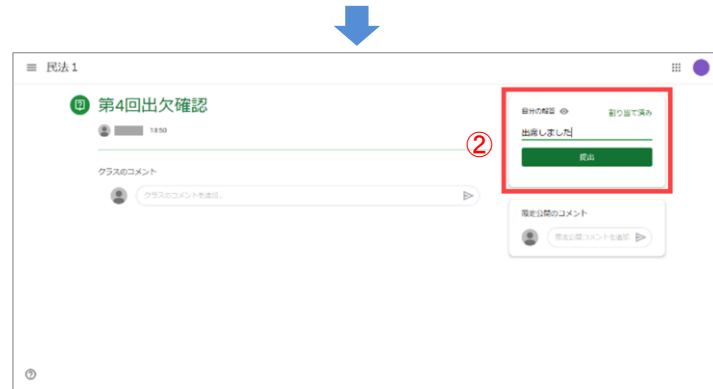 民法1
第4回出欠確認
13:50
クラスのコメント
クラスのコメントを追加…
②
自分の解答
割り当て済み
出席しました
提出
限定公開のコメント
限定公開コメントを追加